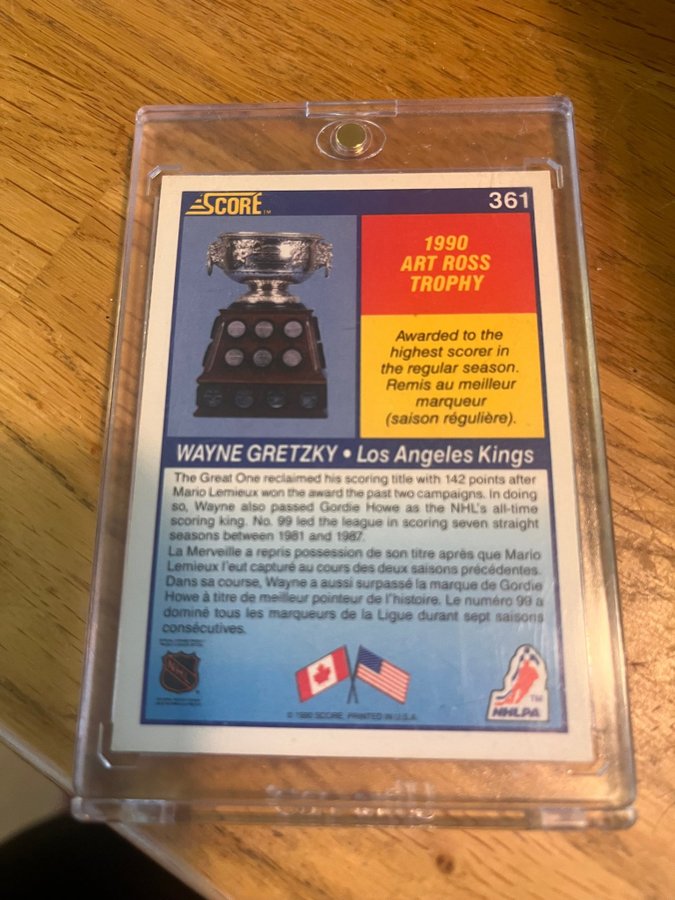 SCORE™
361
1990
ART ROSS
TROPHY
Awarded to the
highest scorer in
the regular season.
Remis au meilleur
marqueur
(saison régulière).
WAYNE GRETZKY • Los Angeles Kings
The Great One reclaimed his scoring title with 142 points after
Mario Lemieux won the award the past two campaigns. In doing
so, Wayne also passed Gordie Howe as the NHL's all-time
scoring king. No. 99 led the league in scoring seven straight
seasons between 1981 and 1987.
La Merveille a repris possession de son titre après que Mario
Lemieux l'eut capturé au cours des deux saisons précédentes.
Dans sa course, Wayne a aussi surpassé la marque de Gordie
Howe à titre de meilleur pointeur de l'histoire. Le numéro 99 a
dominé tous les marqueurs de la Ligue durant sept saisons
consécutives.
NHL
NHLPA
TM
© 1990 SCORE, PRINTED IN U.S.A.